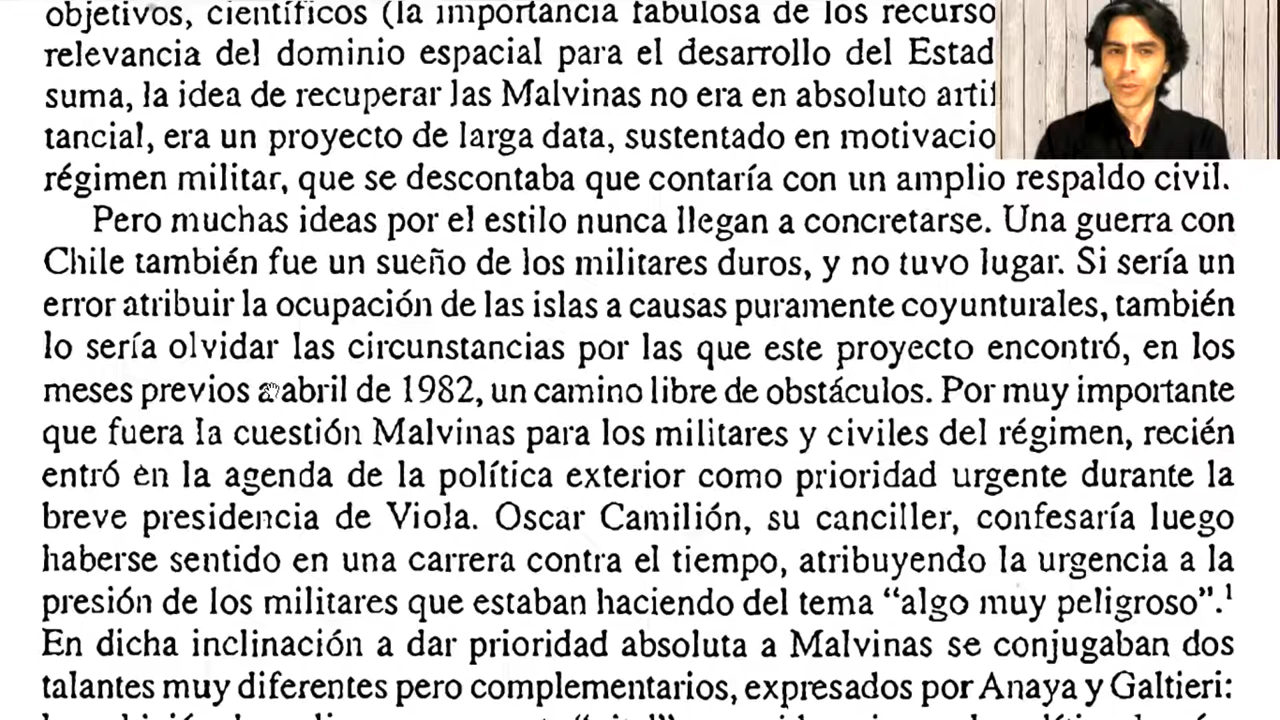 objetivos, científicos (la importancia fabulosa de los recurso
relevancia del dominio espacial para el desarrollo del Estad
suma, la idea de recuperar las Malvinas no era en absoluto artif
tancial, era un proyecto de larga data, sustentado en motivacio
régimen militar, que se descontaba que contaría con un amplio respaldo civil.
Pero muchas ideas por el estilo nunca llegan a concretarse. Una guerra con
Chile también fue un sueño de los militares duros, y no tuvo lugar. Si sería un
error atribuir la ocupación de las islas a causas puramente coyunturales, también
lo sería olvidar las circunstancias por las que este proyecto encontró, en los
meses previos a abril de 1982, un camino libre de obstáculos. Por muy importante
que fuera la cuestión Malvinas para los militares y civiles del régimen, recién
entró en la agenda de la política exterior como prioridad urgente durante la
breve presidencia de Viola. Oscar Camilión, su canciller, confesaría luego
haberse sentido en una carrera contra el tiempo, atribuyendo la urgencia a la
presión de los militares que estaban haciendo del tema “algo muy peligroso”.¹
En dicha inclinación a dar prioridad absoluta a Malvinas se conjugaban dos
talantes muy diferentes pero complementarios, expresados por Anaya y Galtieri: